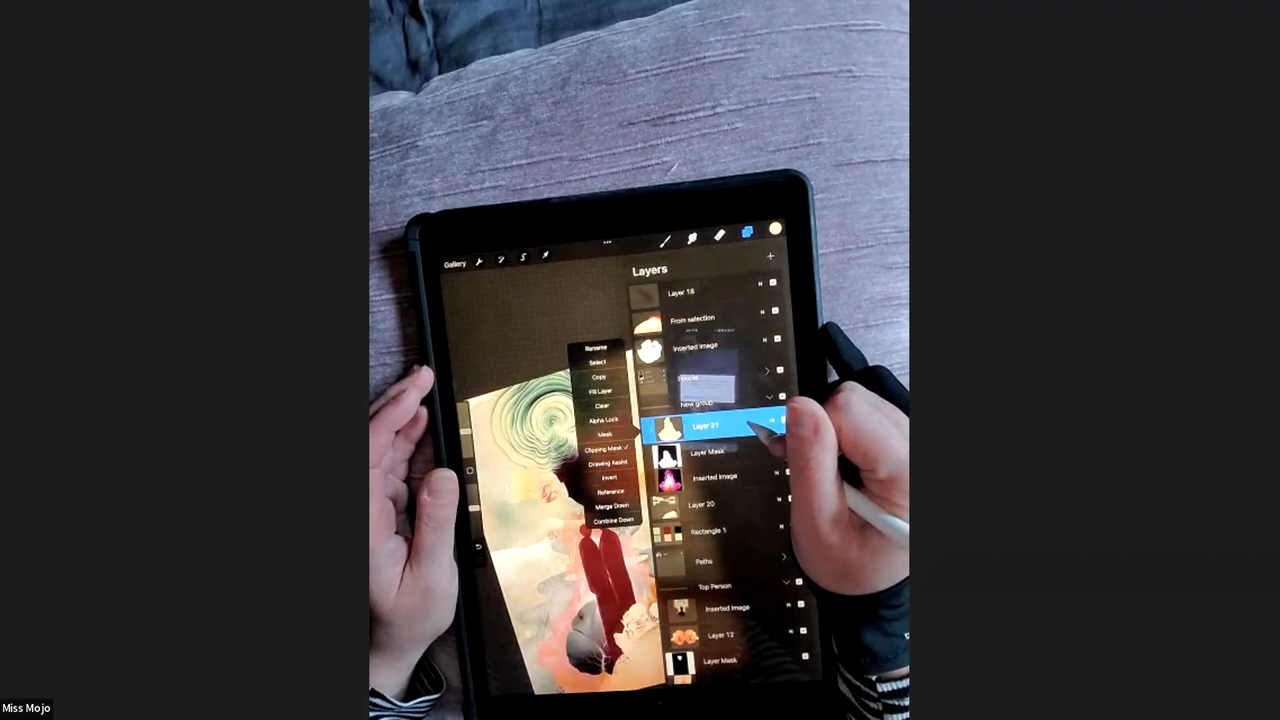 Gallery
Layers
Layer 18
From selection
Inserted Image
New group
Layer 21
Layer Mask
Inserted Image
Layer 20
Rectangle 1
Paths
Top Person
Inserted Image
Layer 12
Layer Mask
Rename
Select
Copy
Fill Layer
Clear
Alpha Lock
Mask
Clipping Mask ✓
Drawing Assist
Invert
Reference
Merge Down
Combine Down
Miss Mojo